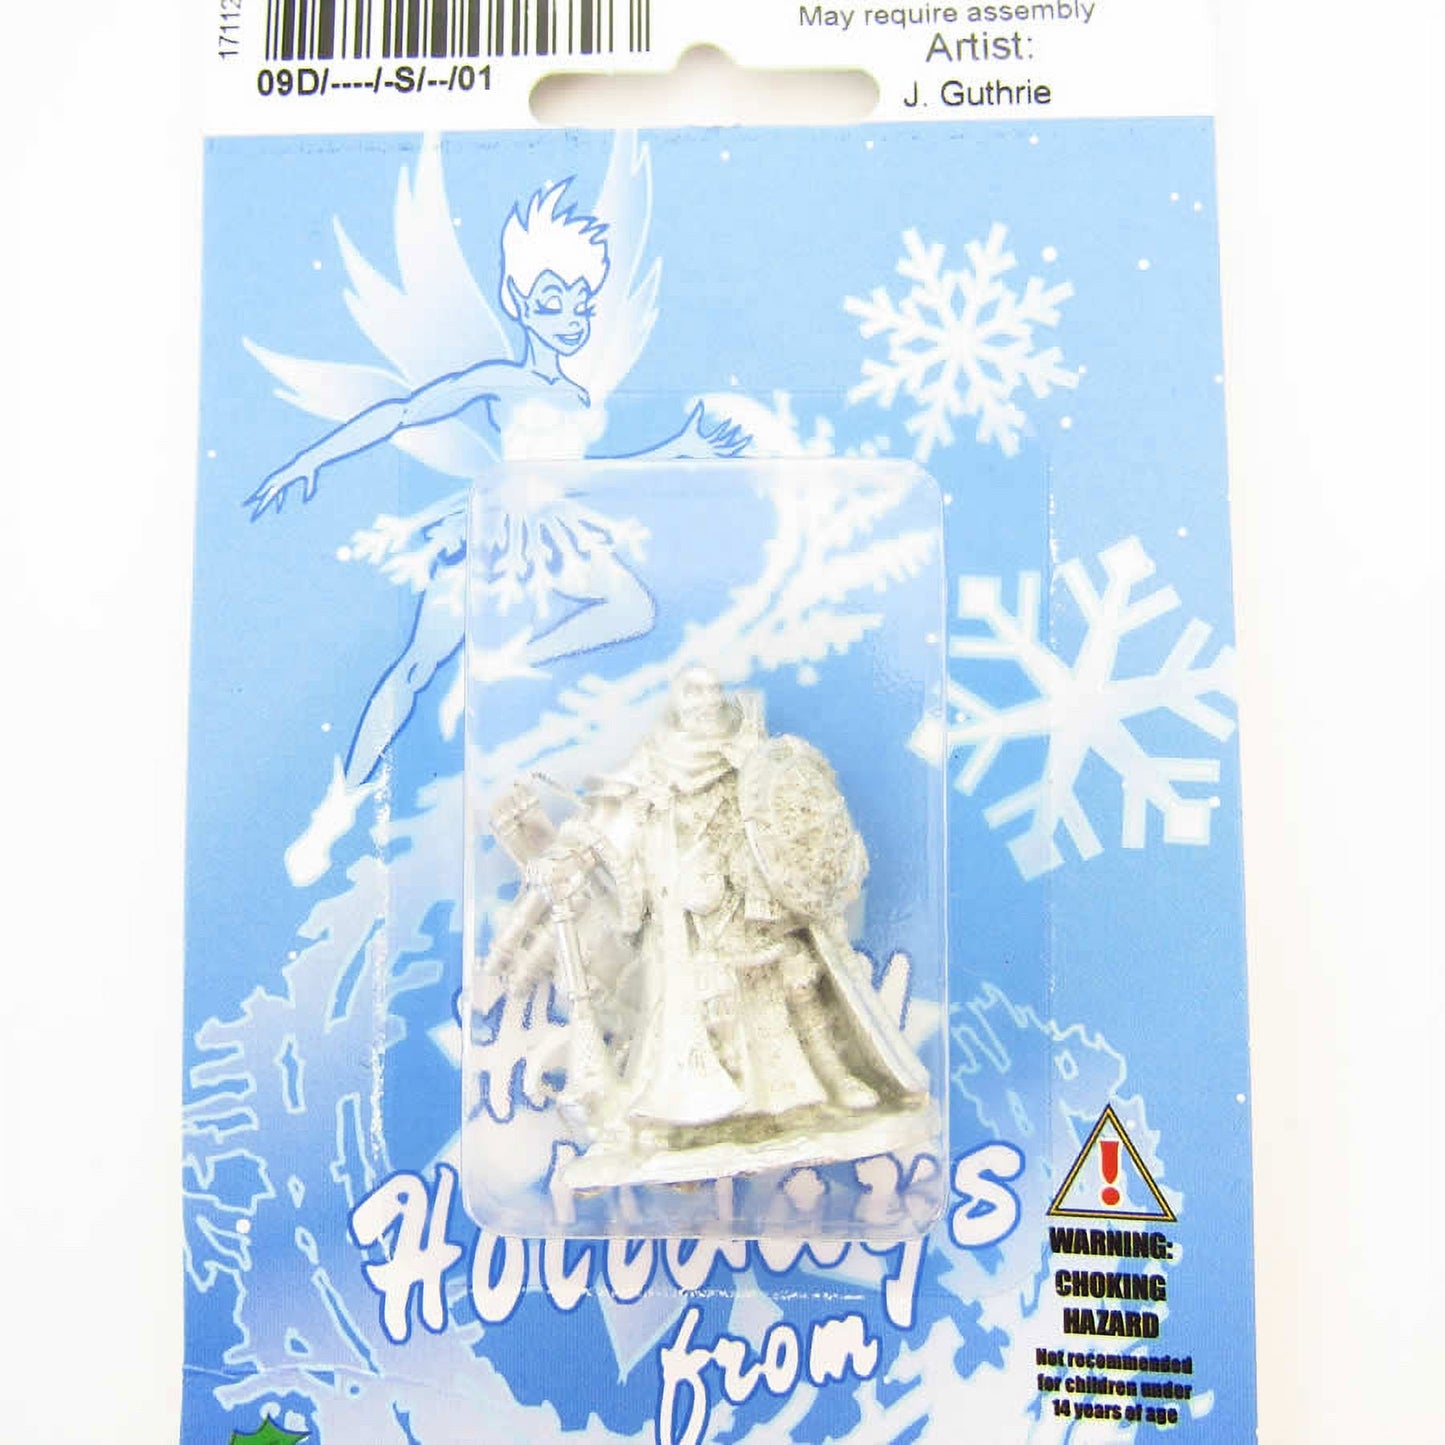 17112
May require assembly
Artist:
09D/----/-S/--/01
J. Guthrie
Holidays
from
WARNING:
CHOKING
HAZARD
Not recommended
for children under
14 years of age